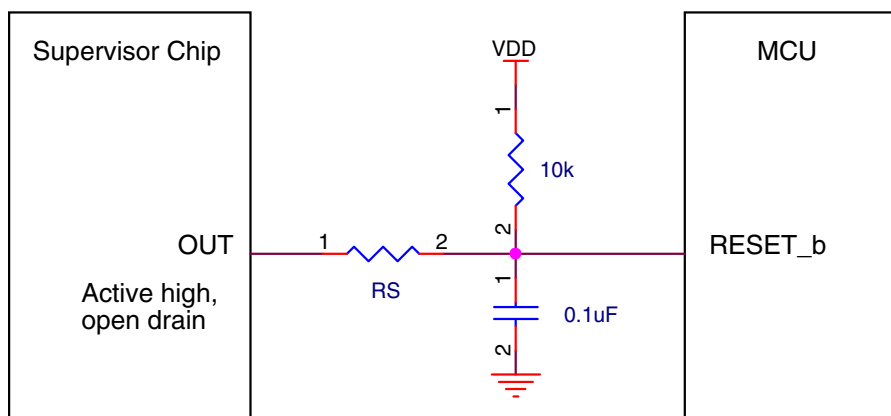 Supervisor Chip
VDD
MCU
1
10k
2
OUT
1
2
RESET_b
RS
1
Active high,
open drain
0.1uF
2